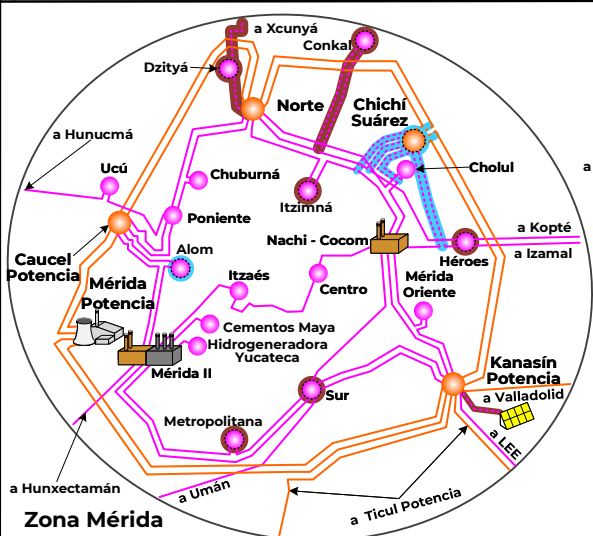 a Xcunyá
Conkal
Dzityá
Norte
Chichí
Suárez
a Hunucmá
Cholul
a
Ucú
Chuburná
Itzimná
Poniente
a Kopté
Nachi - Cocom
Alom
Héroes
a Izamal
Caucel
Potencia
Mérida
Potencia
Itzaés
Centro
Mérida
Oriente
Cementos Maya
Hidrogeneradora
Yucateca
Mérida II
Kanasín
Potencia
a Valladolid
Sur
Metropolitana
a LEE
a Hunxectamán
a Umán
a Ticul Potencia
Zona Mérida